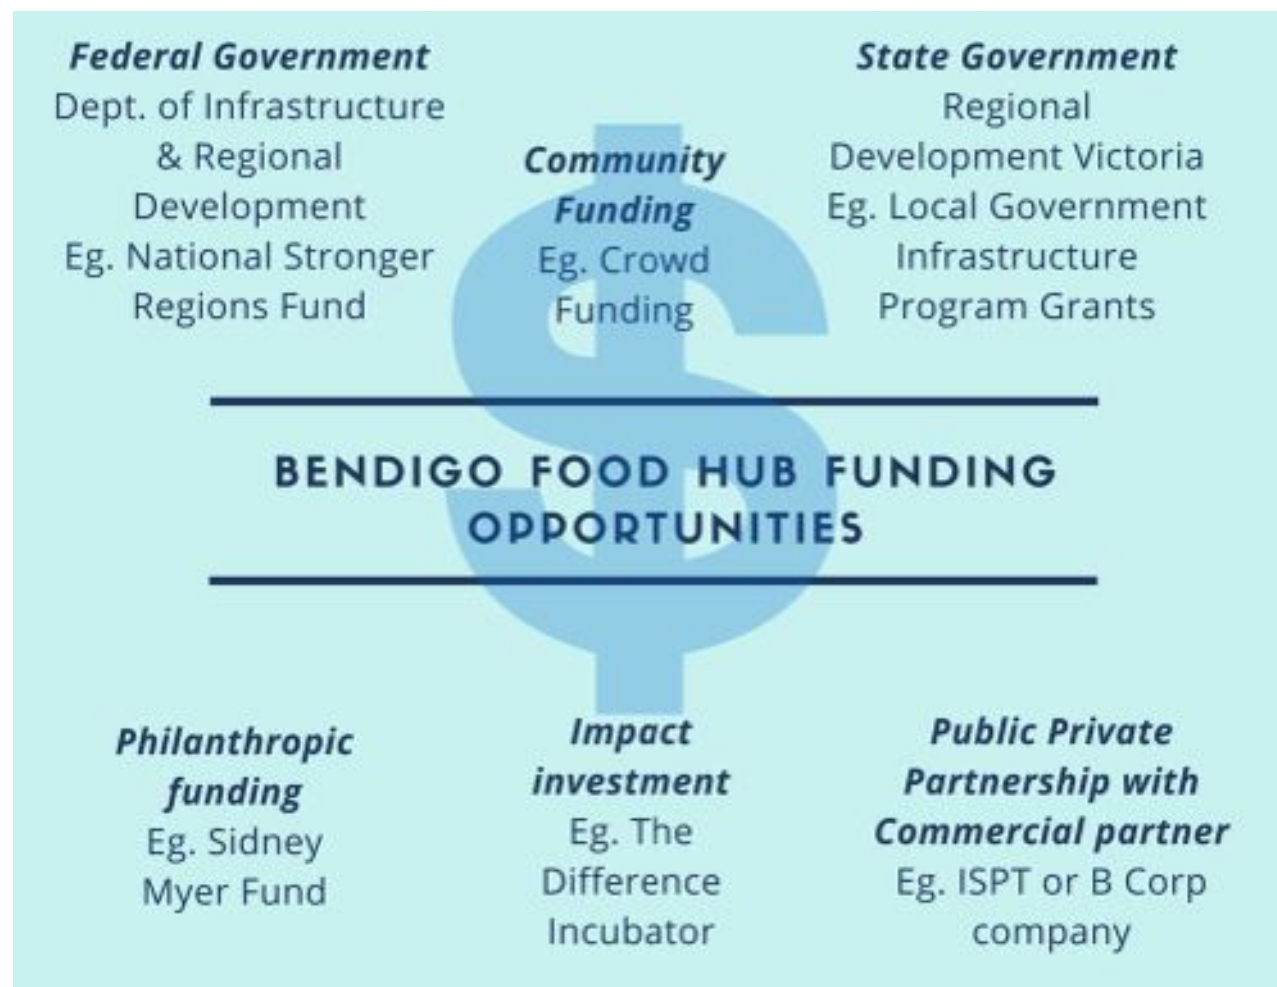 Federal Government
Dept. of Infrastructure
& Regional
Development
Eg. National Stronger
Regions Fund
Community
Funding
Eg. Crowd
Funding
State Government
Regional
Development Victoria
Eg. Local Government
Infrastructure
Program Grants
BENDIGO FOOD HUB FUNDING
OPPORTUNITIES
Philanthropic
funding
Eg. Sidney
Myer Fund
Impact
investment
Eg. The
Difference
Incubator
Public Private
Partnership with
Commercial partner
Eg. ISPT or B Corp
company